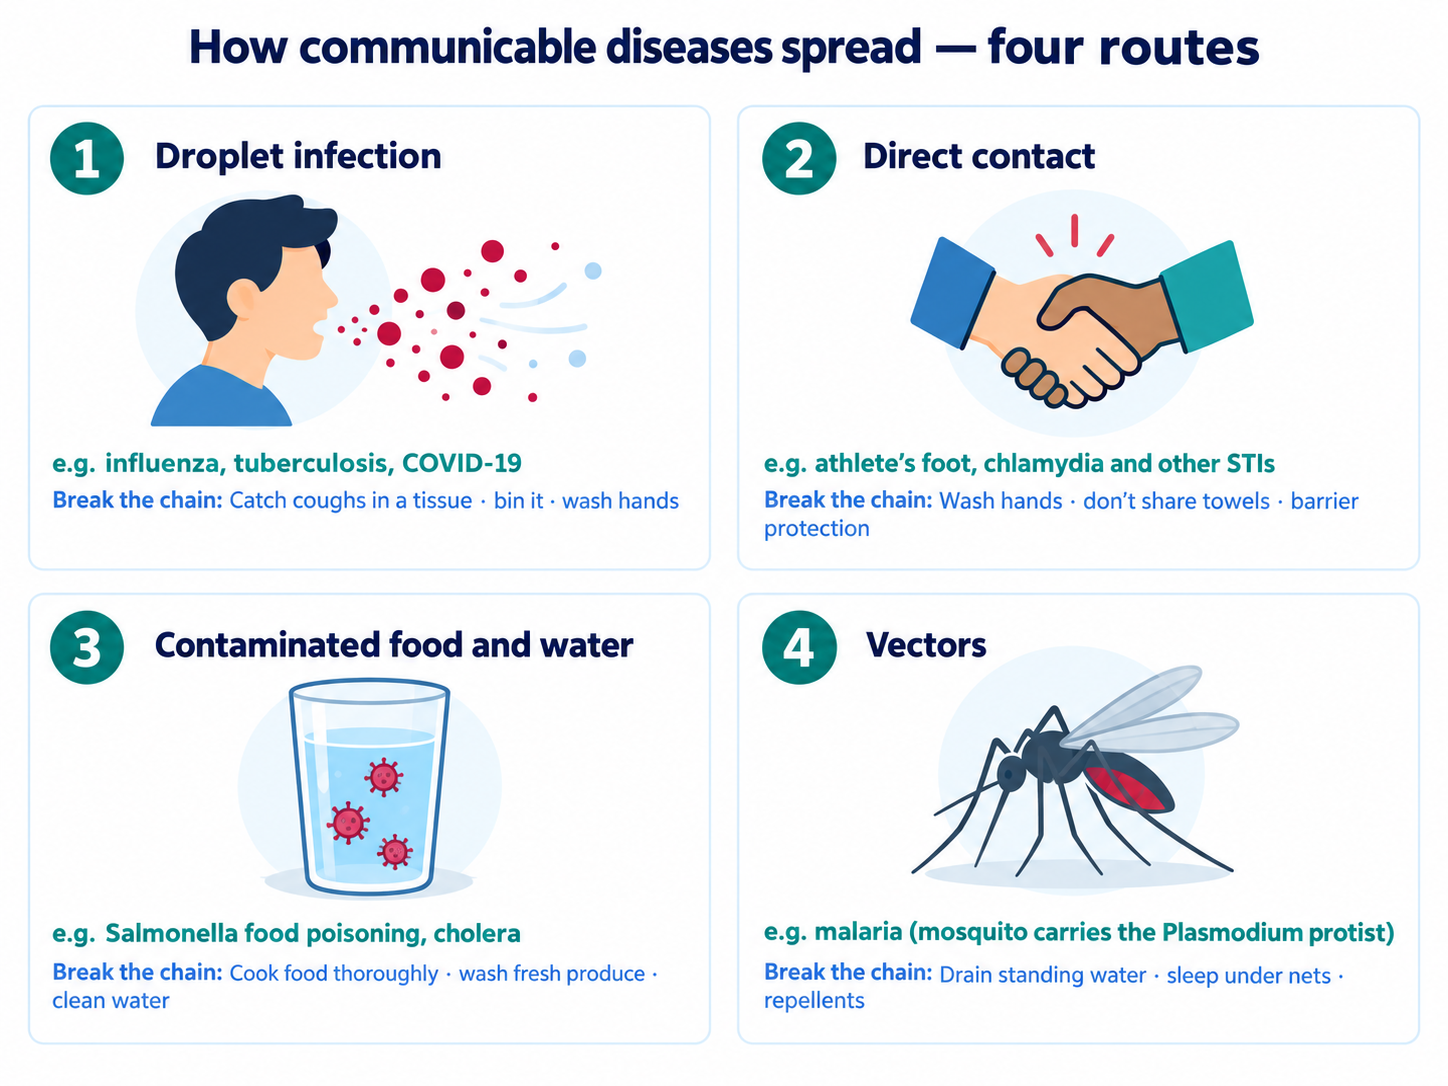 How communicable diseases spread — four routes
1
Droplet infection
e.g. influenza, tuberculosis, COVID-19
Break the chain: Catch coughs in a tissue · bin it · wash hands
2
Direct contact
e.g. athlete’s foot, chlamydia and other STIs
Break the chain: Wash hands · don’t share towels · barrier
protection
3
Contaminated food and water
e.g. Salmonella food poisoning, cholera
Break the chain: Cook food thoroughly · wash fresh produce ·
clean water
4
Vectors
e.g. malaria (mosquito carries the Plasmodium protist)
Break the chain: Drain standing water · sleep under nets ·
repellents